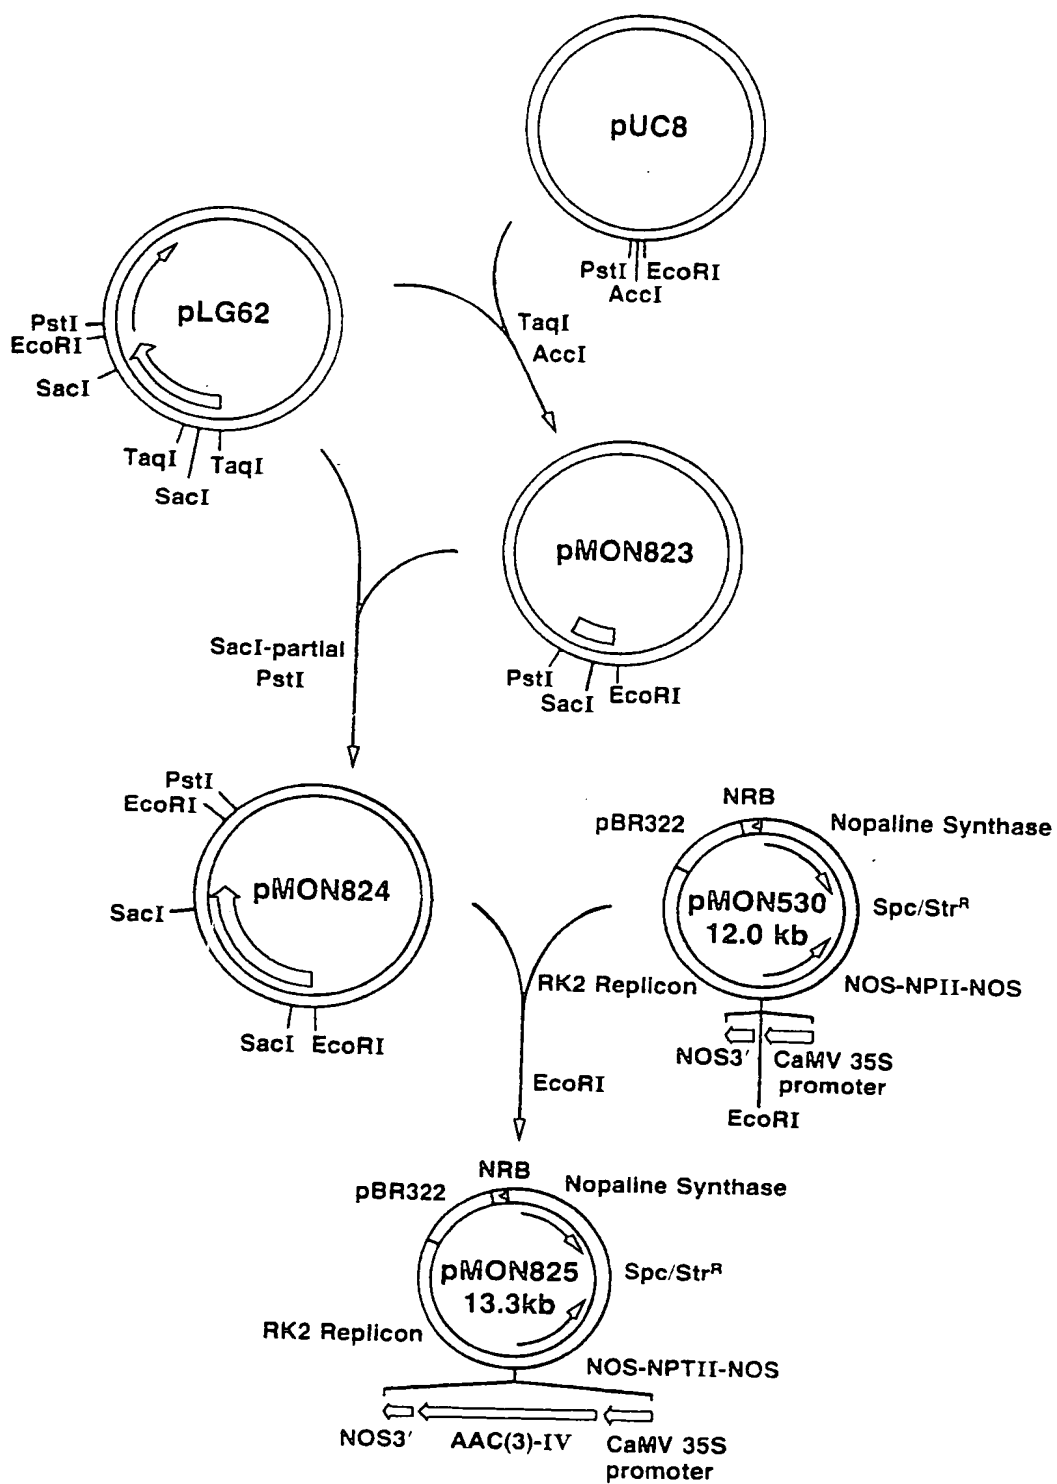 pUC8
PstI EcoRI
AccI
pLG62
PstI
EcoRI
SacI
TaqI
SacI
TaqI
TaqI
AccI
pMON823
PstI
SacI
EcoRI
SacI-partial
PstI
PstI
EcoRI
pMON824
SacI
SacI EcoRI
NRB
pBR322
Nopaline Synthase
pMON530
12.0 kb
Spc/StrR
RK2 Replicon
NOS-NPII-NOS
NOS3′
CaMV 35S
promoter
EcoRI
EcoRI
NRB
pBR322
Nopaline Synthase
pMON825
13.3kb
Spc/StrR
RK2 Replicon
NOS-NPTII-NOS
NOS3′
AAC(3)-IV
CaMV 35S
promoter